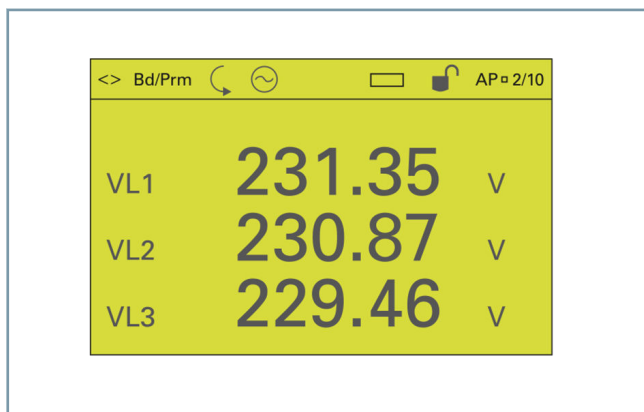 <> Bd/Prm AP¤ 2/10
VL1 231.35 V
VL2 230.87 V
VL3 229.46 V